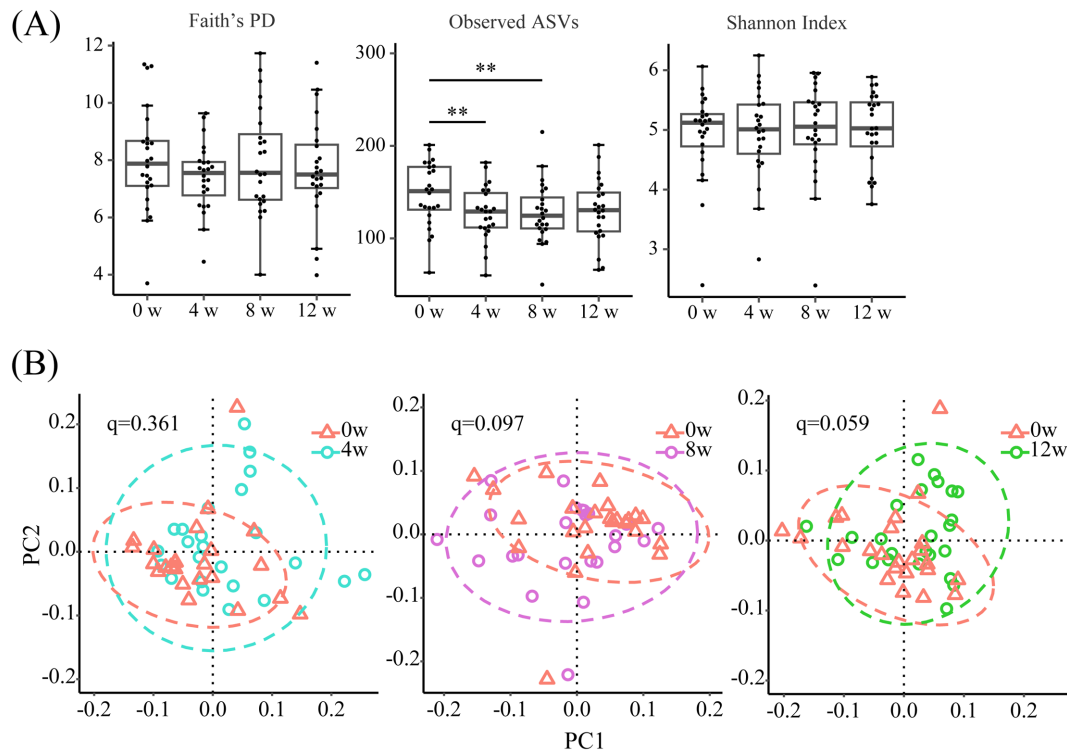 (A)
Faith's PD Observed ASVs Shannon Index
12
10
8
6
4
0 w 4 w 8 w 12 w
300
200
100
** 
**
0 w 4 w 8 w 12 w
6
5
4
3
0 w 4 w 8 w 12 w
(B)
PC2
0.2
0.1
0.0
-0.1
-0.2
q=0.361
0w
4w
-0.2 -0.1 0.0 0.1 0.2
0.2
0.1
0.0
-0.1
-0.2
q=0.097
0w
8w
-0.2 -0.1 0.0 0.1 0.2
0.2
0.1
0.0
-0.1
-0.2
q=0.059
0w
12w
-0.2 -0.1 0.0 0.1 0.2
PC1